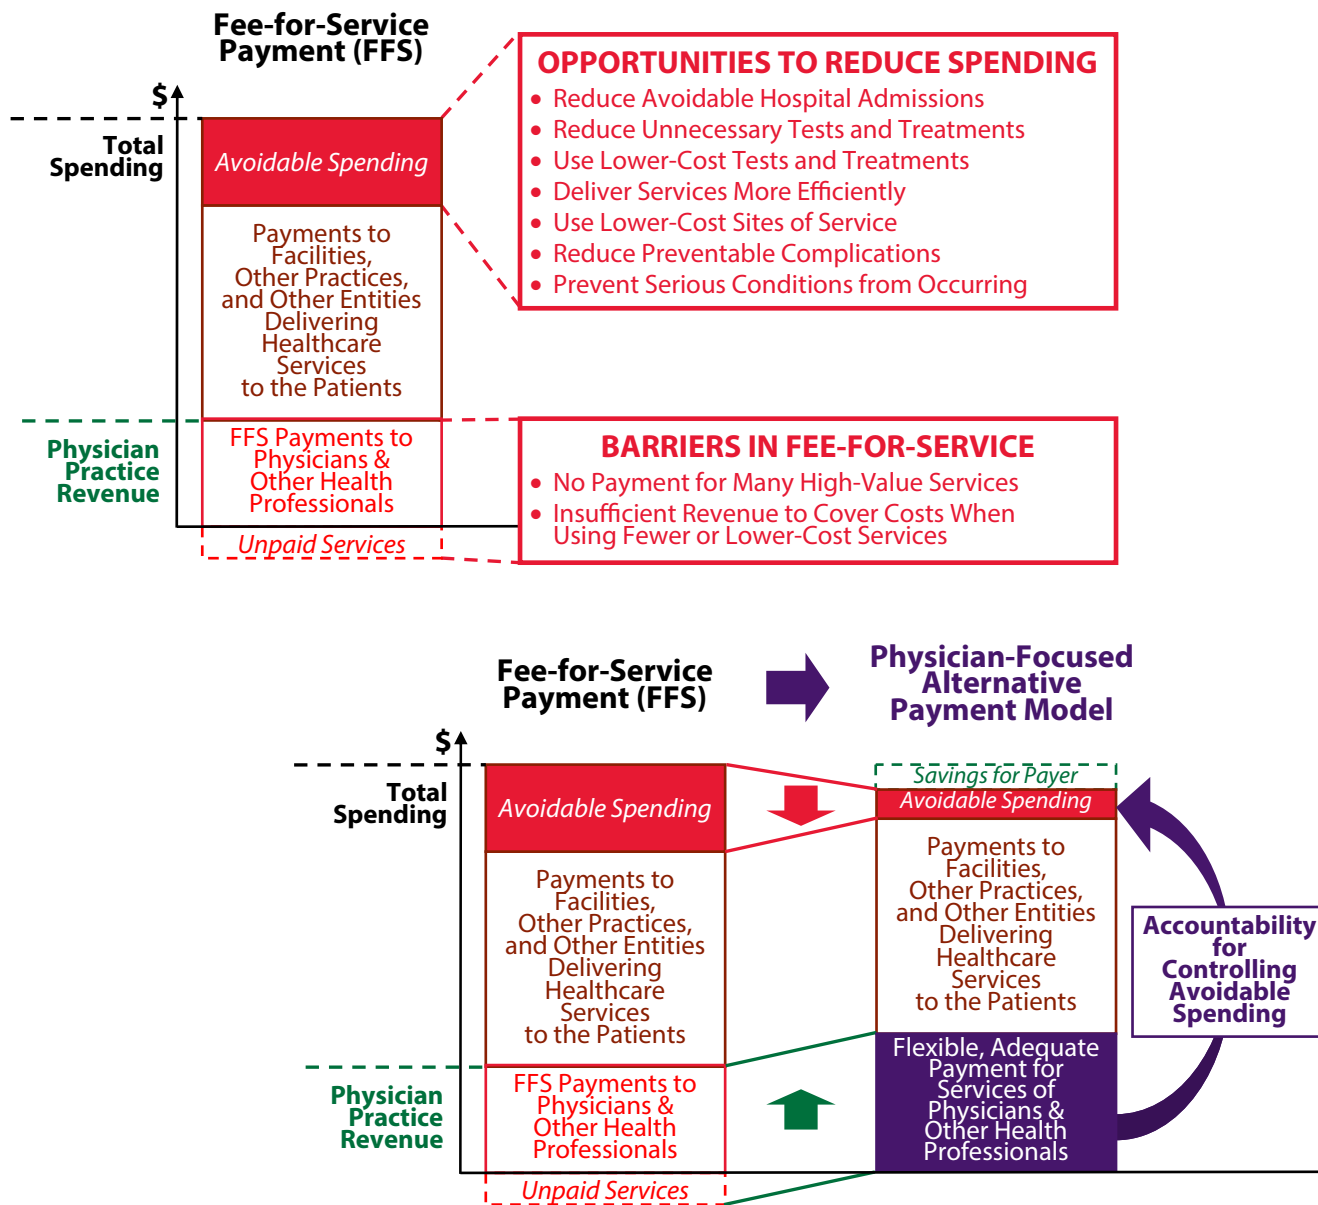 Fee-for-Service
Payment (FFS)
$
Total
Spending
Avoidable Spending
Payments to
Facilities,
Other Practices,
and Other Entities
Delivering
Healthcare
Services
to the Patients
Physician
Practice
Revenue
FFS Payments to
Physicians &
Other Health
Professionals
Unpaid Services
OPPORTUNITIES TO REDUCE SPENDING
• Reduce Avoidable Hospital Admissions
• Reduce Unnecessary Tests and Treatments
• Use Lower-Cost Tests and Treatments
• Deliver Services More Efficiently
• Use Lower-Cost Sites of Service
• Reduce Preventable Complications
• Prevent Serious Conditions from Occurring
BARRIERS IN FEE-FOR-SERVICE
• No Payment for Many High-Value Services
• Insufficient Revenue to Cover Costs When
Using Fewer or Lower-Cost Services
Fee-for-Service
Payment (FFS)
Physician-Focused
Alternative
Payment Model
$
Total
Spending
Avoidable Spending
Payments to
Facilities,
Other Practices,
and Other Entities
Delivering
Healthcare
Services
to the Patients
Physician
Practice
Revenue
FFS Payments to
Physicians &
Other Health
Professionals
Unpaid Services
Savings for Payer
Avoidable Spending
Payments to
Facilities,
Other Practices,
and Other Entities
Delivering
Healthcare
Services
to the Patients
Flexible, Adequate
Payment for
Services of
Physicians &
Other Health
Professionals
Accountability
for
Controlling
Avoidable
Spending